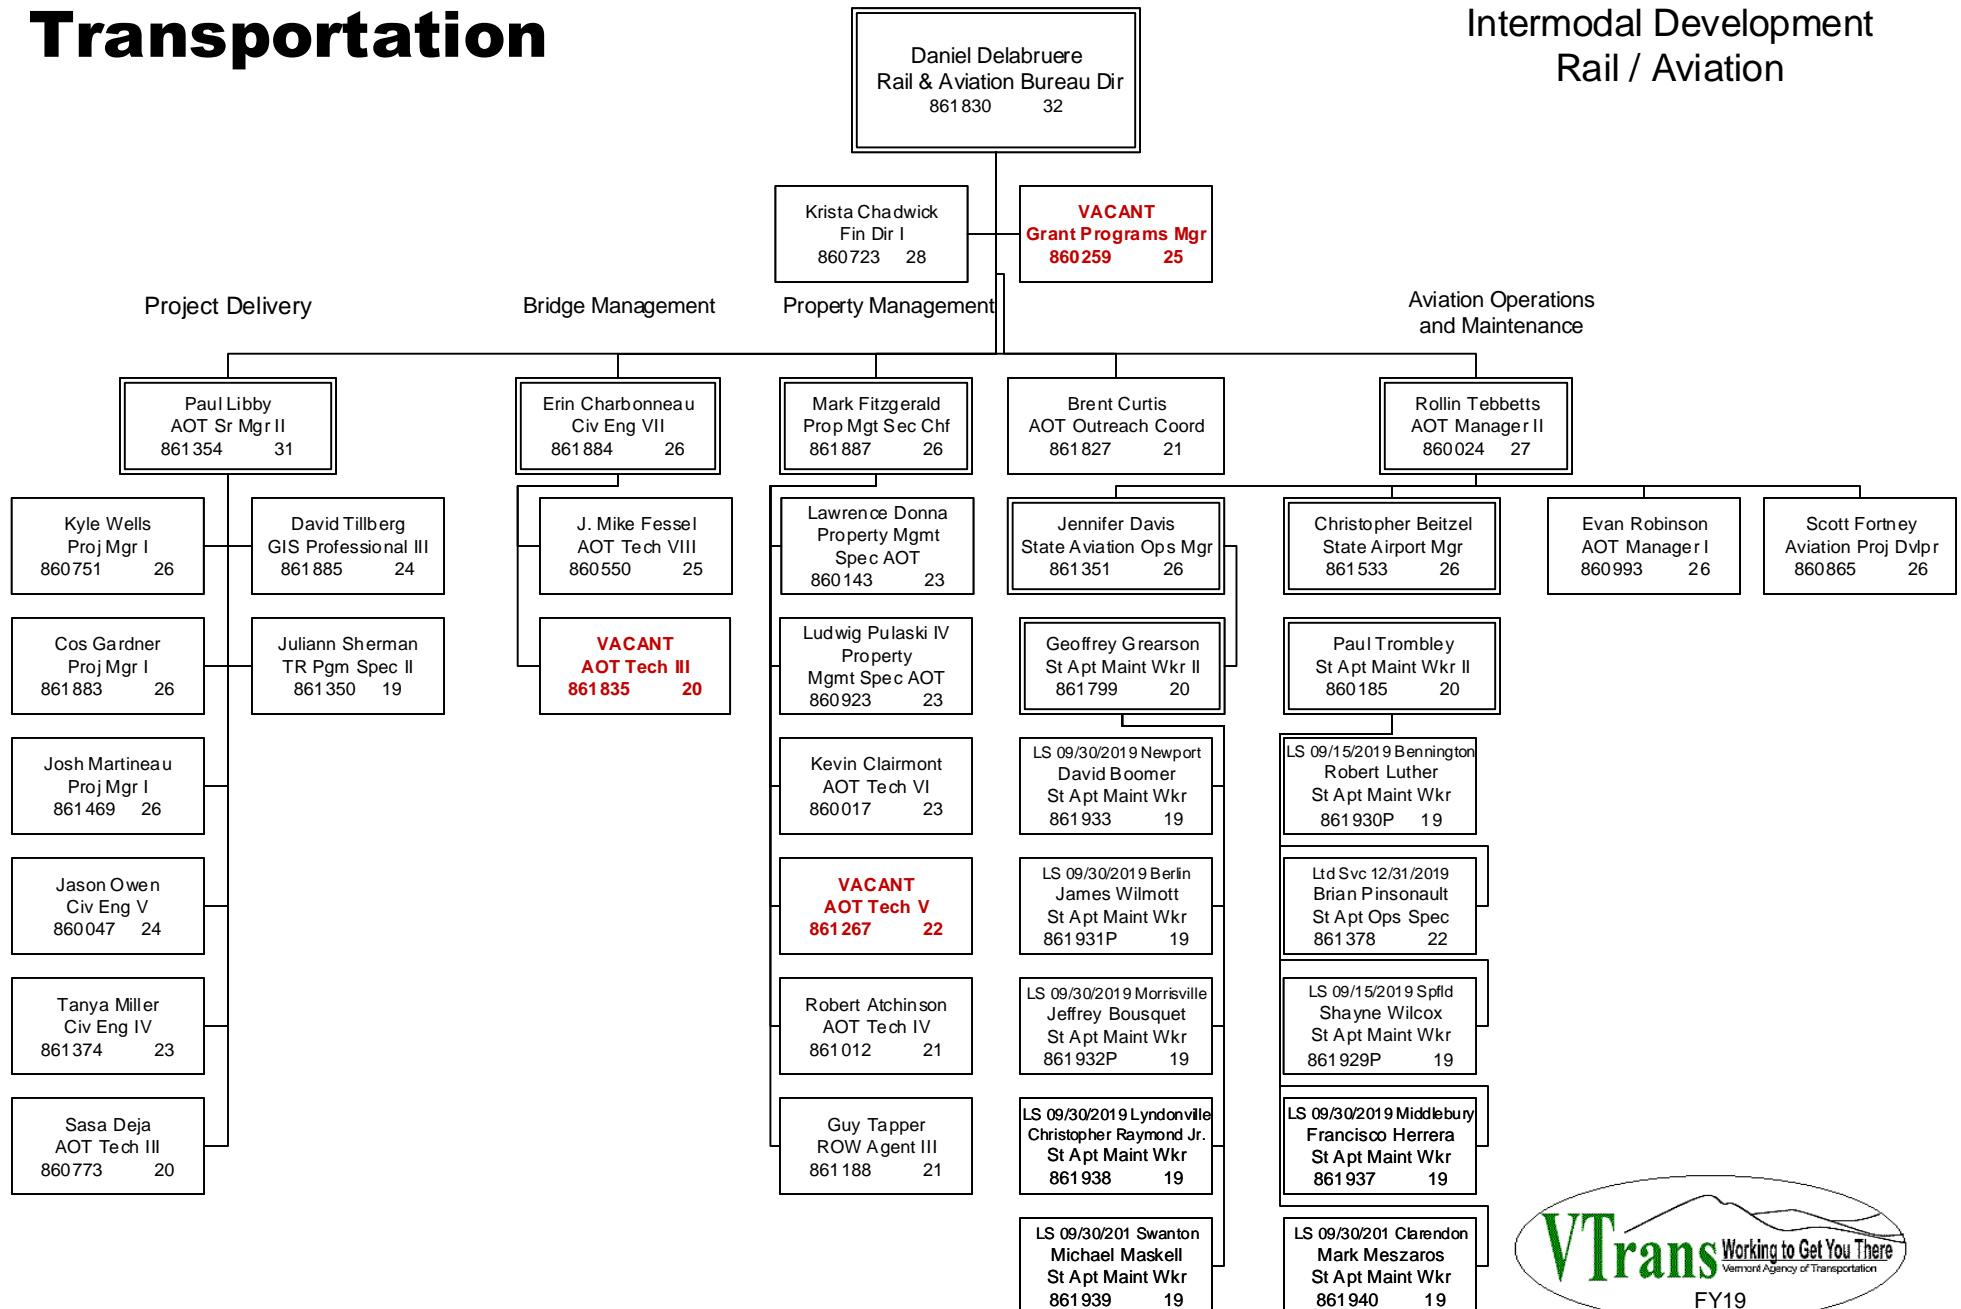 Transportation
Intermodal Development
Rail / Aviation
Daniel Delabruere
Rail & Aviation Bureau Dir
861830 32
Krista Chadwick
Fin Dir I
860723 28
VACANT
Grant Programs Mgr
860259 25
Project Delivery
Bridge Management
Property Management
Aviation Operations
and Maintenance
Paul Libby
AOT Sr Mgr II
861354 31
Erin Charbonneau
Civ Eng VII
861884 26
Mark Fitzgerald
Prop Mgt Sec Chf
861887 26
Brent Curtis
AOT Outreach Coord
861827 21
Rollin Tebbetts
AOT Manager II
860024 27
Kyle Wells
Proj Mgr I
860751 26
David Tillberg
GIS Professional III
861885 24
J. Mike Fessel
AOT Tech VIII
860550 25
Lawrence Donna
Property Mgmt
Spec AOT
860143 23
Jennifer Davis
State Aviation Ops Mgr
861351 26
Christopher Beitzel
State Airport Mgr
861533 26
Evan Robinson
AOT Manager I
860993 26
Scott Fortney
Aviation Proj Dvlpr
860865 26
Cos Gardner
Proj Mgr I
861883 26
Juliann Sherman
TR Pgm Spec II
861350 19
VACANT
AOT Tech III
861835 20
Ludwig Pulaski IV
Property
Mgmt Spec AOT
860923 23
Geoffrey Grearson
St Apt Maint Wkr II
861799 20
Paul Trombley
St Apt Maint Wkr II
860185 20
Josh Martineau
Proj Mgr I
861469 26
Kevin Clairmont
AOT Tech VI
860017 23
LS 09/30/2019 Newport
David Boomer
St Apt Maint Wkr
861933 19
LS 09/15/2019 Bennington
Robert Luther
St Apt Maint Wkr
861930P 19
Jason Owen
Civ Eng V
860047 24
VACANT
AOT Tech V
861267 22
LS 09/30/2019 Berlin
James Wilmott
St Apt Maint Wkr
861931P 19
Ltd Svc 12/31/2019
Brian Pinsonault
St Apt Ops Spec
861378 22
Tanya Miller
Civ Eng IV
861374 23
Robert Atchinson
AOT Tech IV
861012 21
LS 09/30/2019 Morrisville
Jeffrey Bousquet
St Apt Maint Wkr
861932P 19
LS 09/15/2019 Spfld
Shayne Wilcox
St Apt Maint Wkr
861929P 19
Sasa Deja
AOT Tech III
860773 20
Guy Tapper
ROW Agent III
861188 21
LS 09/30/2019 Lyndonville
Christopher Raymond Jr.
St Apt Maint Wkr
861938 19
LS 09/30/2019 Middlebury
Francisco Herrera
St Apt Maint Wkr
861937 19
LS 09/30/201 Swanton
Michael Maskell
St Apt Maint Wkr
861939 19
LS 09/30/201 Clarendon
Mark Meszaros
St Apt Maint Wkr
861940 19
VTrans Working to Get You There
Vermont Agency of Transportation
FY19